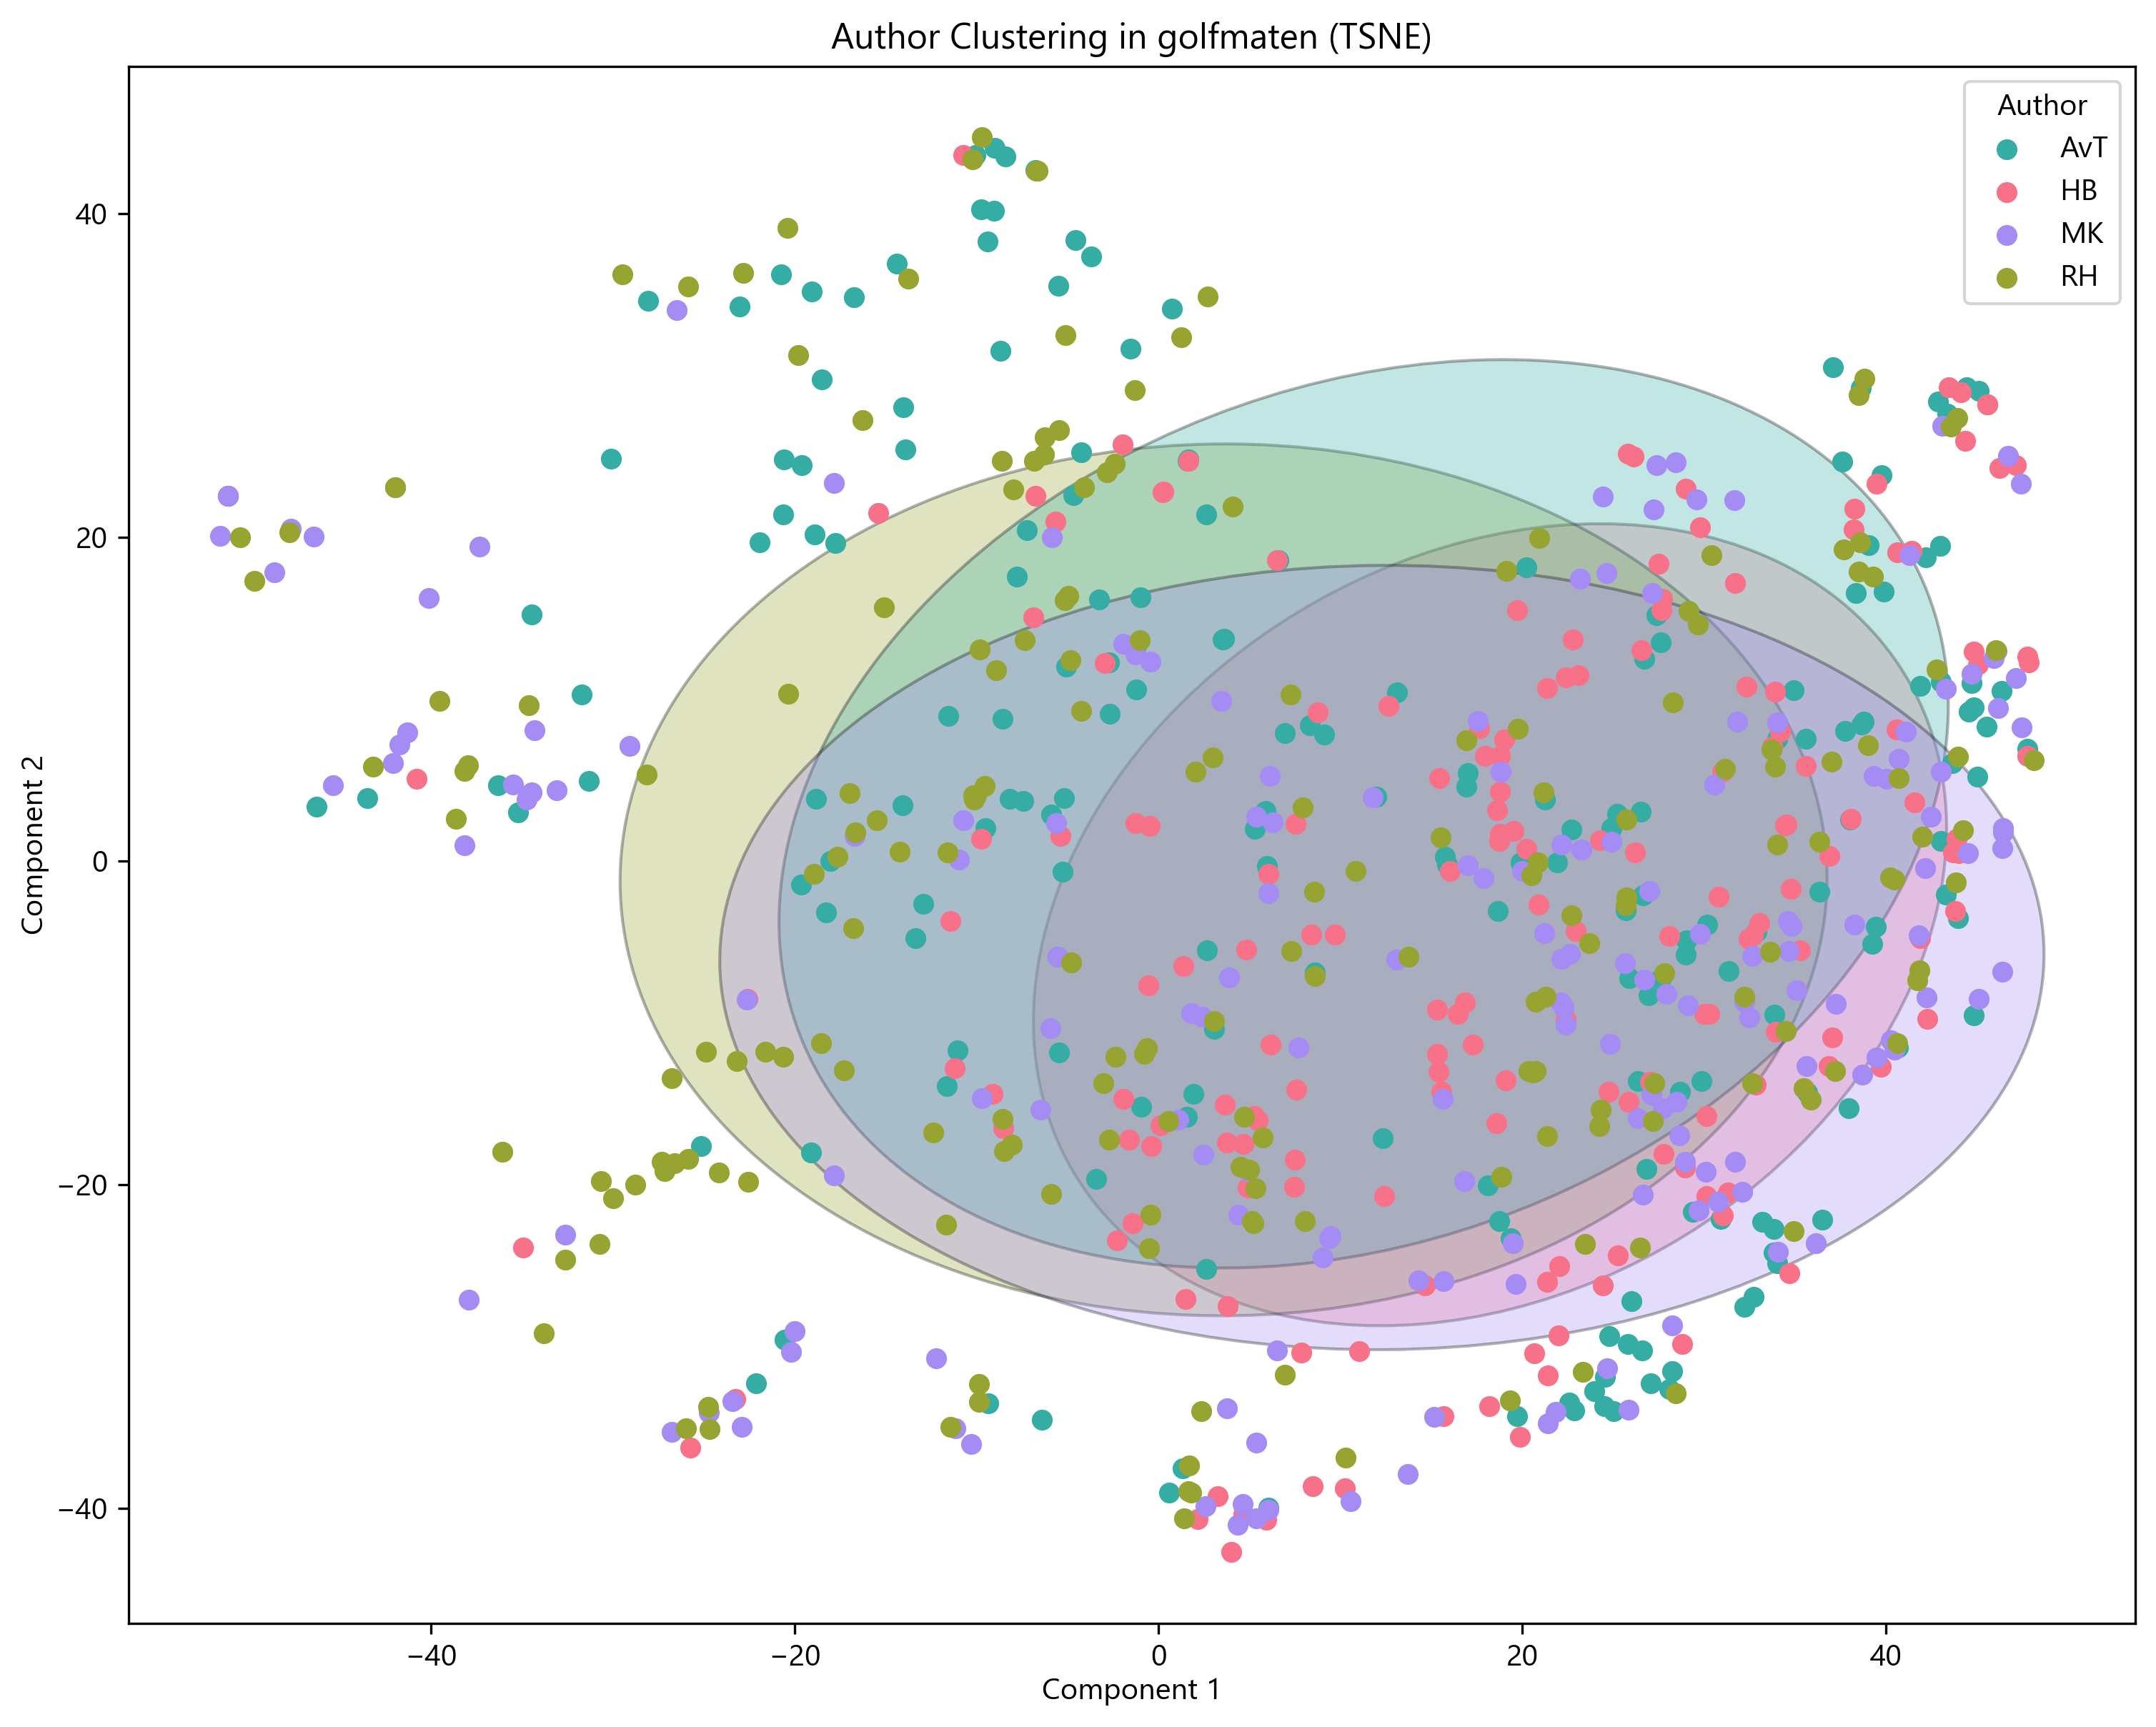 Author Clustering in golfmaten (TSNE)
Author
AvT
HB
MK
RH
40
20
0
−20
−40
Component 2
−40
−20
0
20
40
Component 1